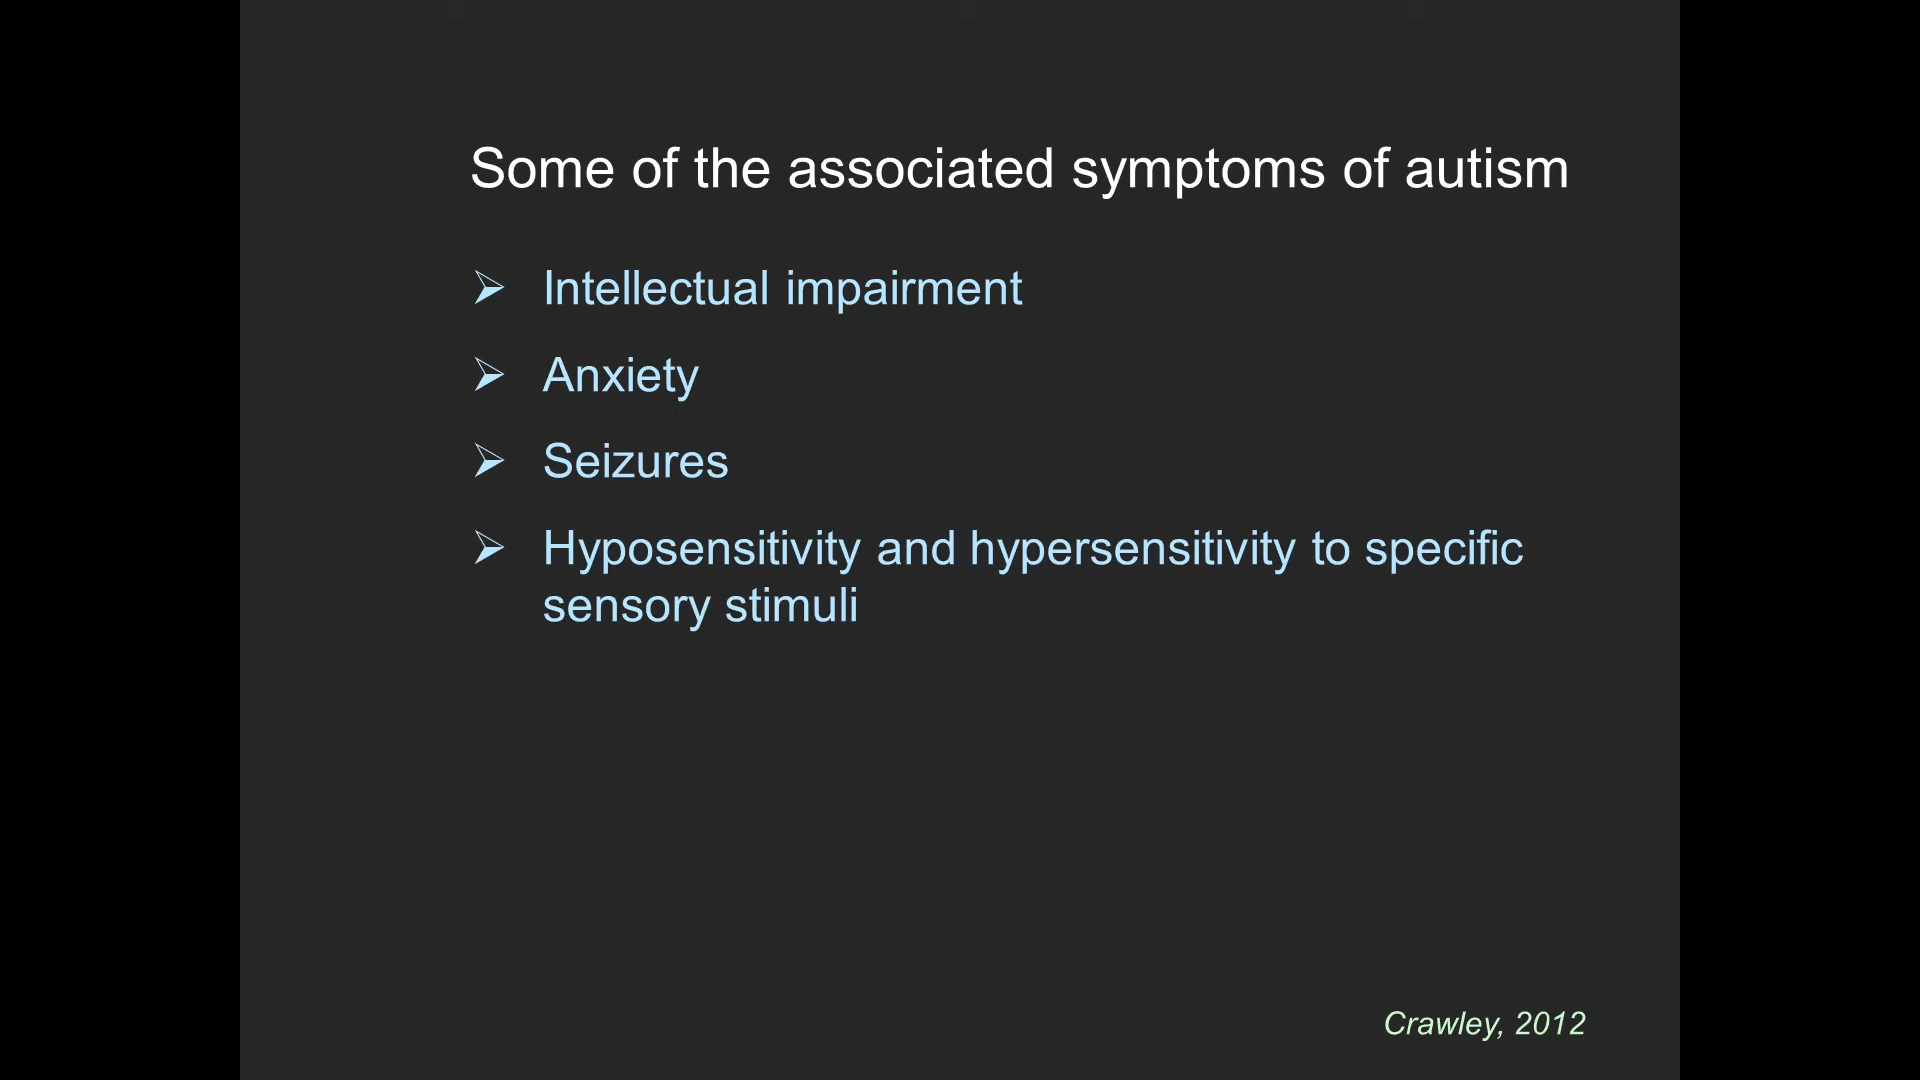 Some of the associated symptoms of autism
➢ Intellectual impairment
➢ Anxiety
➢ Seizures
➢ Hyposensitivity and hypersensitivity to specific
sensory stimuli
Crawley, 2012